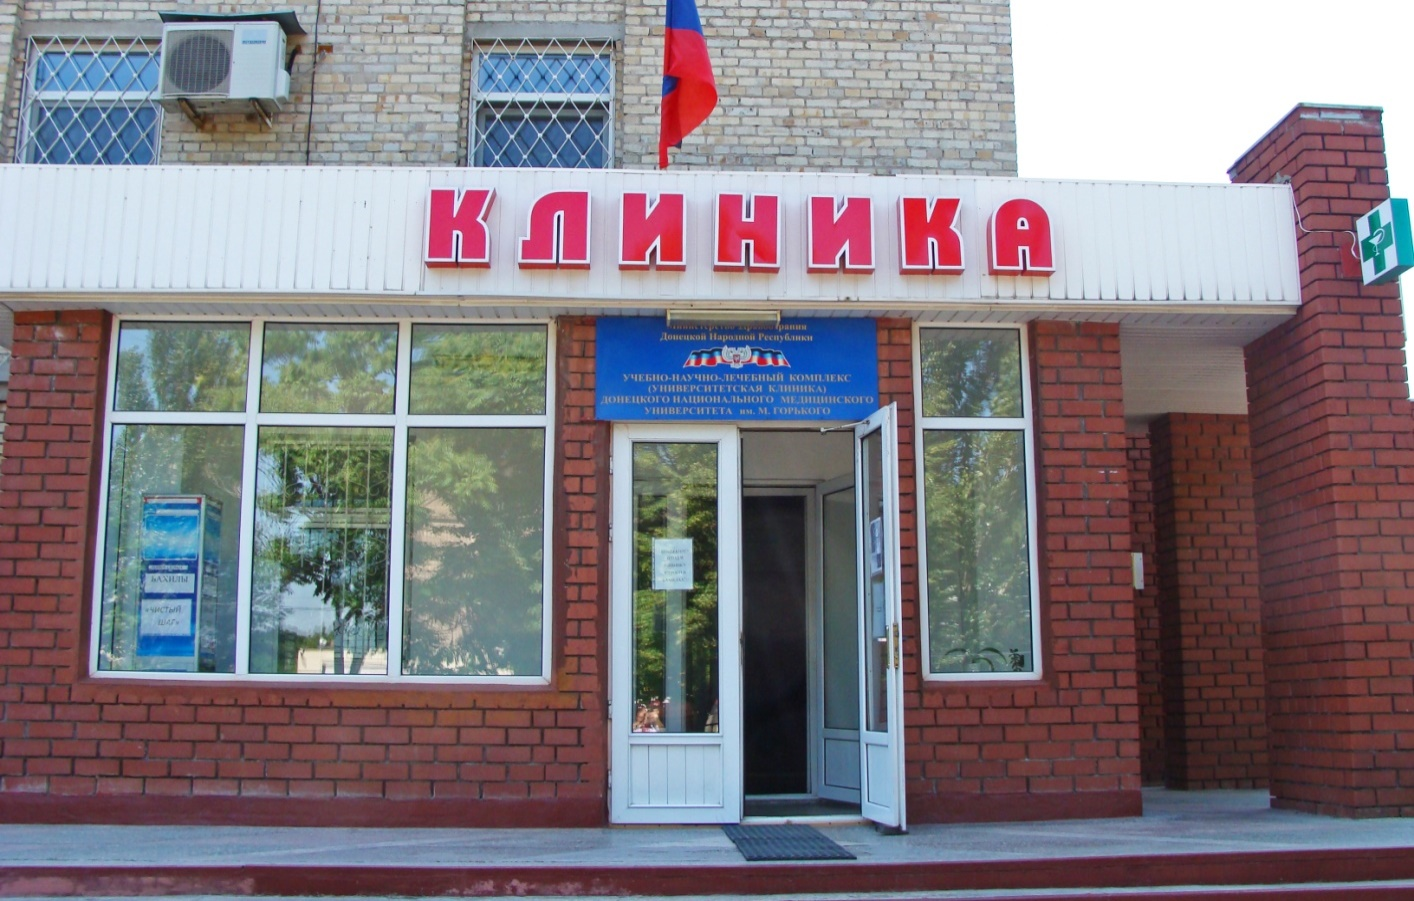 КЛИНИКА
Министерство здравоохранения
Донецкой Народной Республики
УЧЕБНО-НАУЧНО-ЛЕЧЕБНЫЙ КОМПЛЕКС
(УНИВЕРСИТЕТСКАЯ КЛИНИКА)
ДОНЕЦКОГО НАЦИОНАЛЬНОГО МЕДИЦИНСКОГО
УНИВЕРСИТЕТА им. М. ГОРЬКОГО
БАХИЛЫ
«ЧИСТЫЙ
ШАГ»